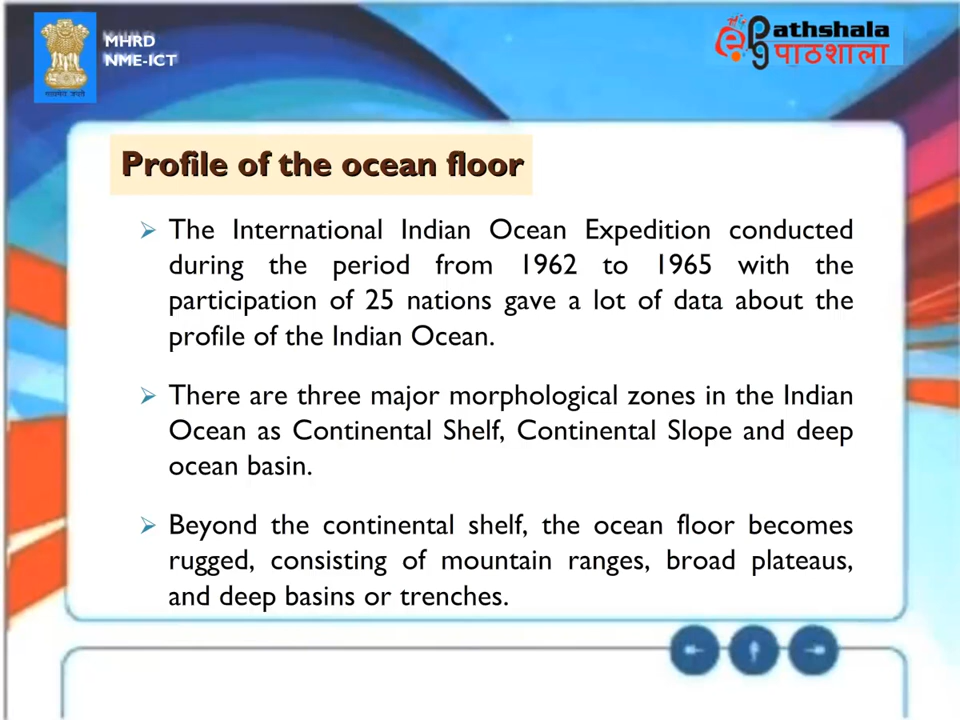 MHRD
NME-ICT
Pathshala
पाठशाला
Profile of the ocean floor
The International Indian Ocean Expedition conducted
during the period from 1962 to 1965 with the
participation of 25 nations gave a lot of data about the
profile of the Indian Ocean.
There are three major morphological zones in the Indian
Ocean as Continental Shelf, Continental Slope and deep
ocean basin.
Beyond the continental shelf, the ocean floor becomes
rugged, consisting of mountain ranges, broad plateaus,
and deep basins or trenches.